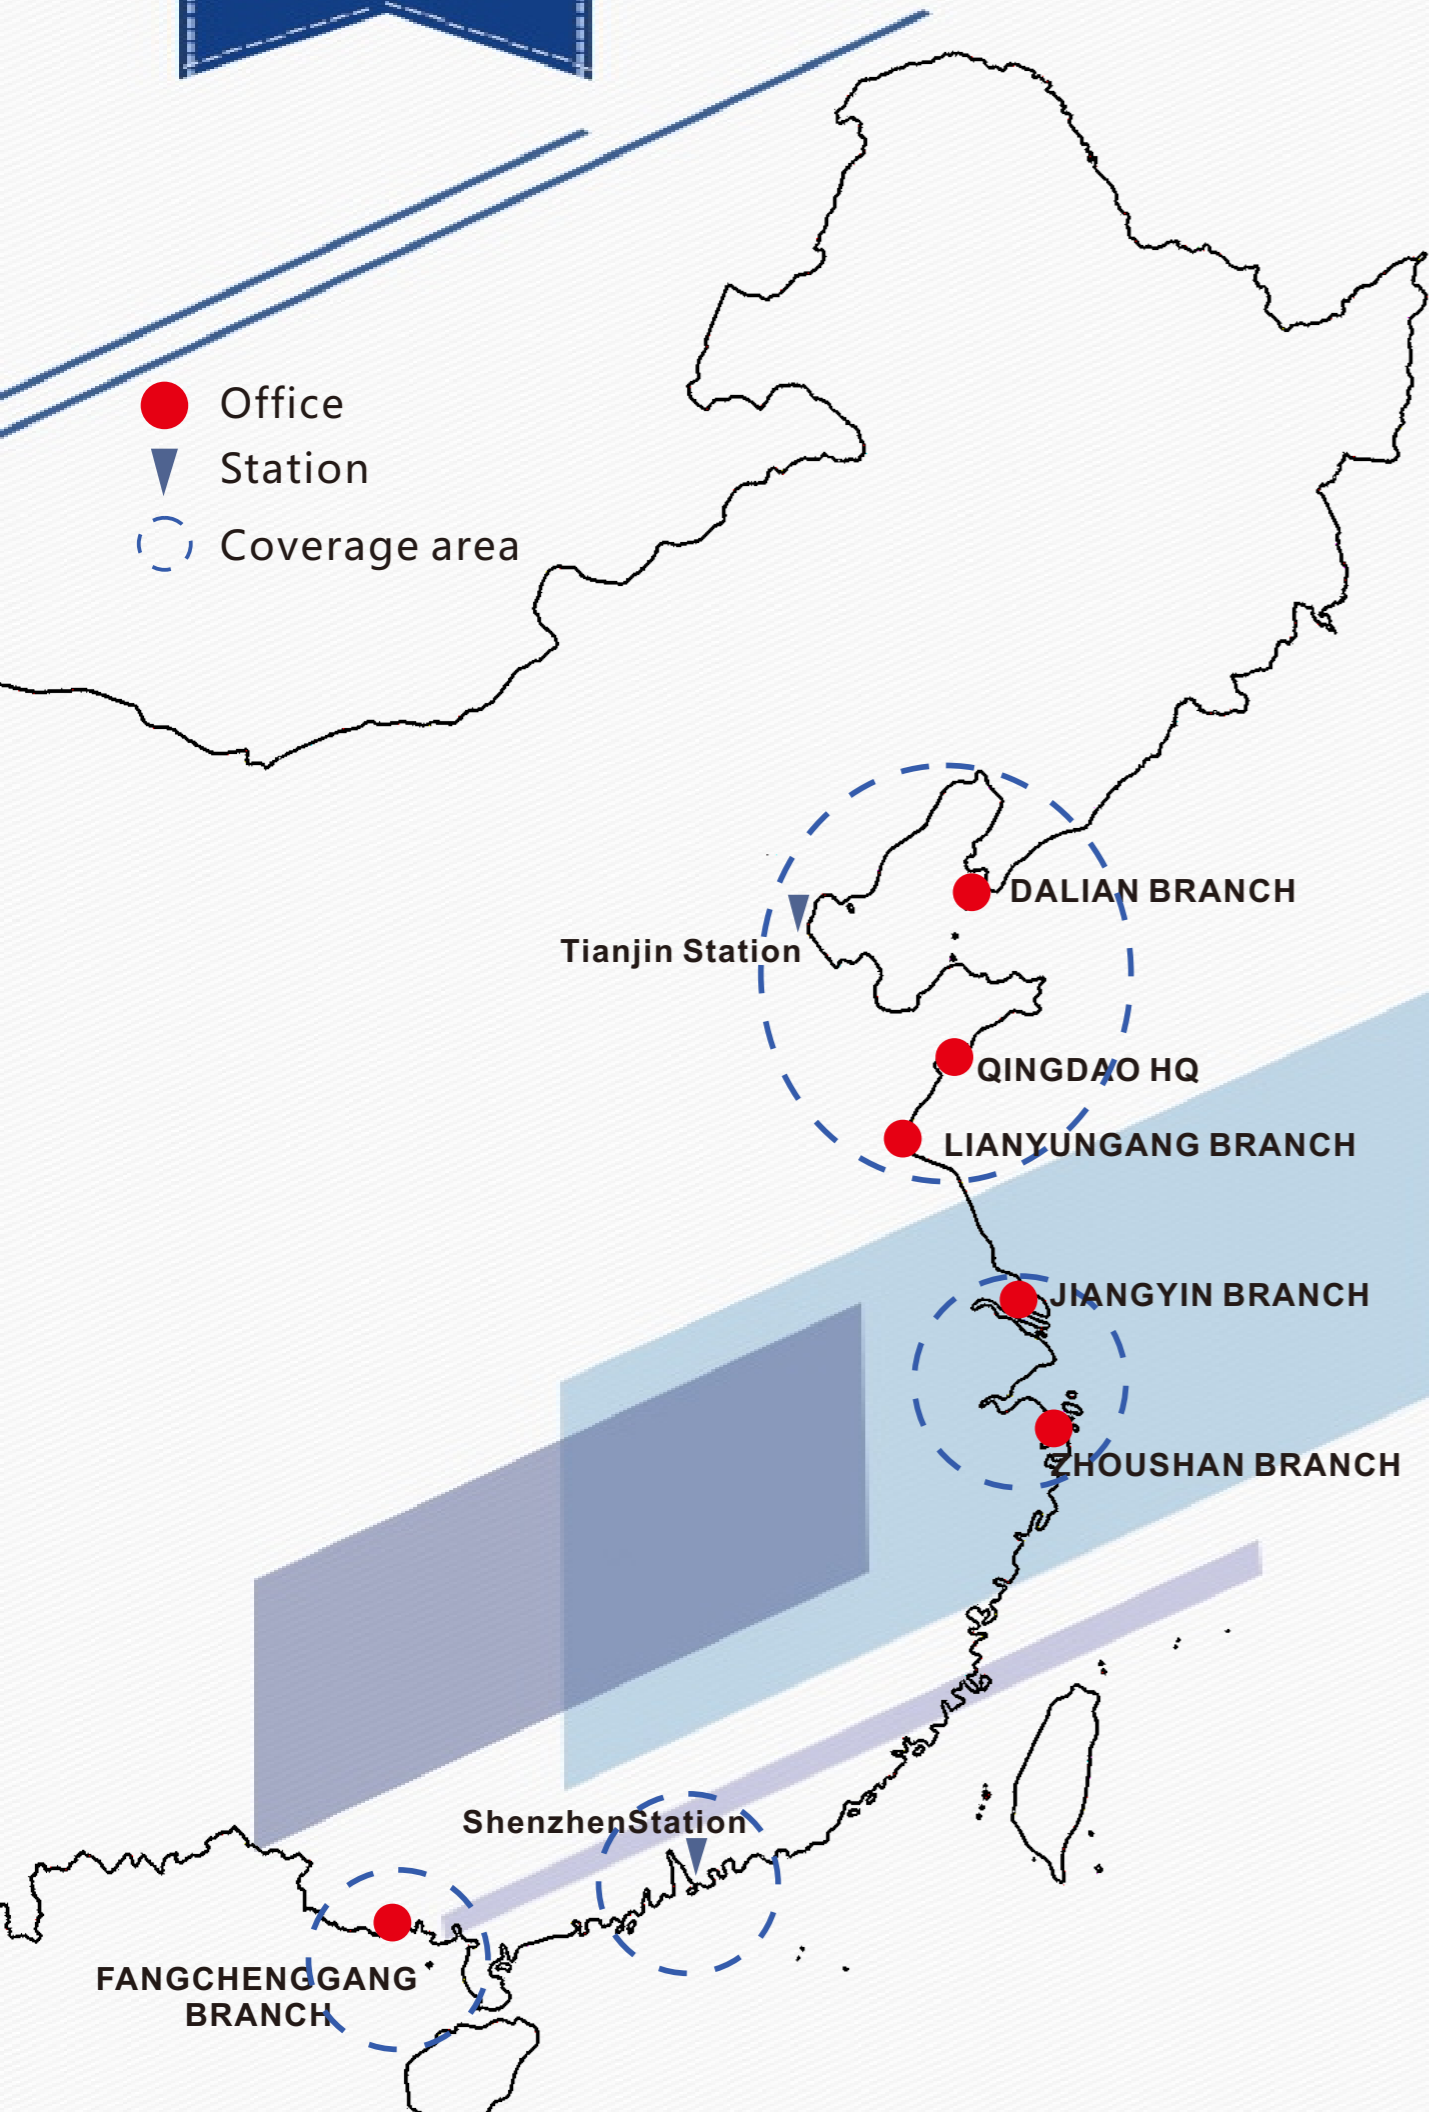 Office
Station
Coverage area
DALIAN BRANCH
Tianjin Station
QINGDAO HQ
LIANYUNGANG BRANCH
JIANGYIN BRANCH
ZHOUSHAN BRANCH
ShenzhenStation
FANGCHENGGANG
BRANCH